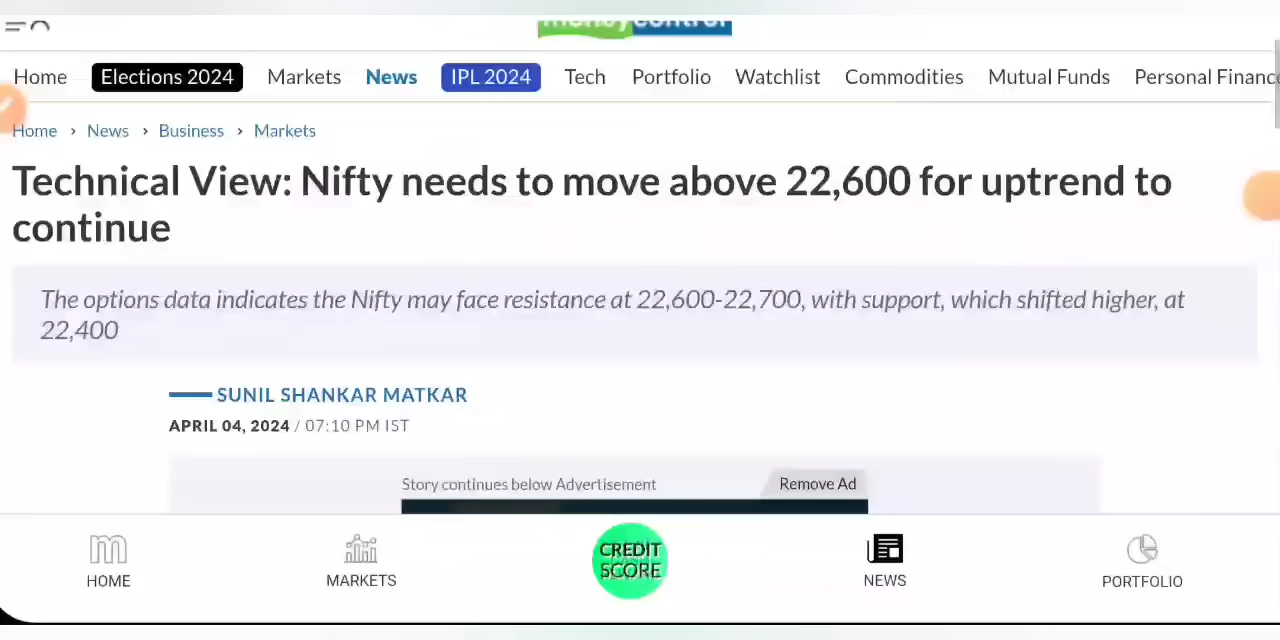 moneycontrol
Home Elections 2024 Markets News IPL 2024 Tech Portfolio Watchlist Commodities Mutual Funds Personal Finance
Home › News › Business › Markets
Technical View: Nifty needs to move above 22,600 for uptrend to
continue
The options data indicates the Nifty may face resistance at 22,600-22,700, with support, which shifted higher, at
22,400
SUNIL SHANKAR MATKAR
APRIL 04, 2024 / 07:10 PM IST
Story continues below Advertisement Remove Ad
CREDIT
SCORE
HOME MARKETS NEWS PORTFOLIO